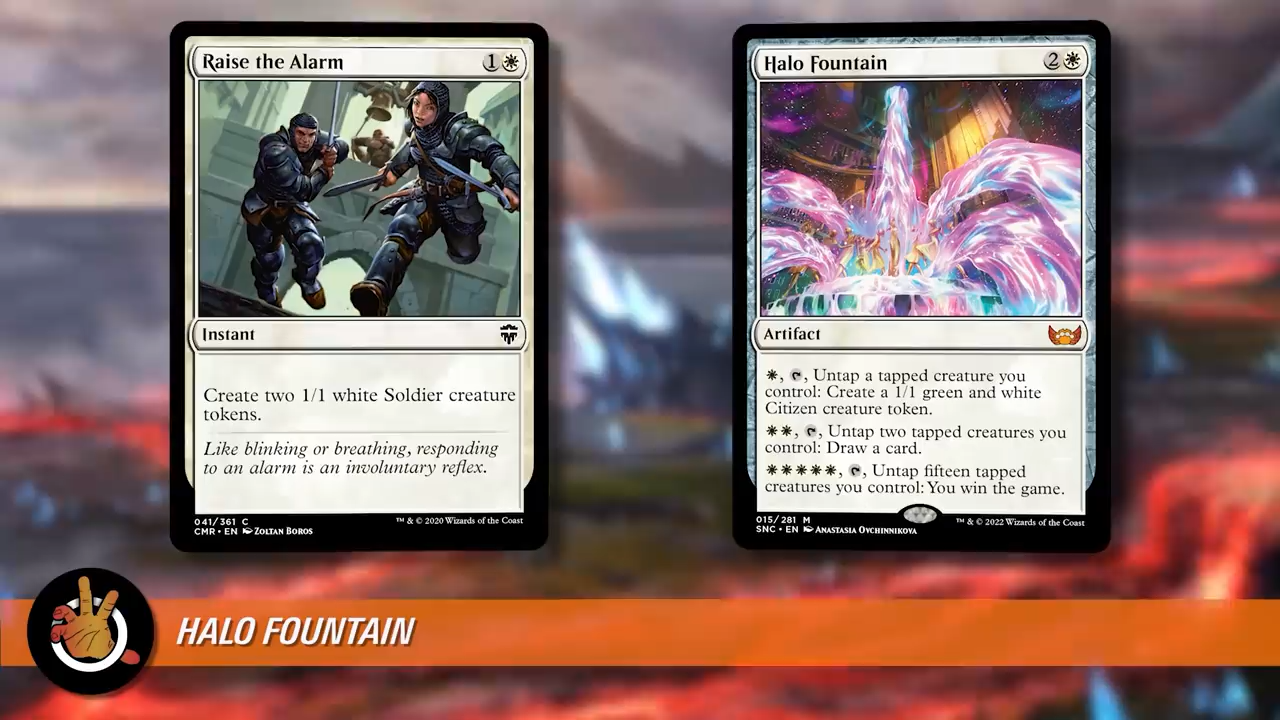 Raise the Alarm 1
Instant
Create two 1/1 white Soldier creature
tokens.
Like blinking or breathing, responding
to an alarm is an involuntary reflex.
041/361 C
CMR • EN ZOLTAN BOROS
™ & © 2020 Wizards of the Coast
Halo Fountain 2
Artifact
, , Untap a tapped creature you
control: Create a 1/1 green and white
Citizen creature token.
, , Untap two tapped creatures you
control: Draw a card.
, , Untap fifteen tapped
creatures you control: You win the game.
015/281 M
SNC • EN ANASTASIA OVCHINNIKOVA
™ & © 2022 Wizards of the Coast
HALO FOUNTAIN